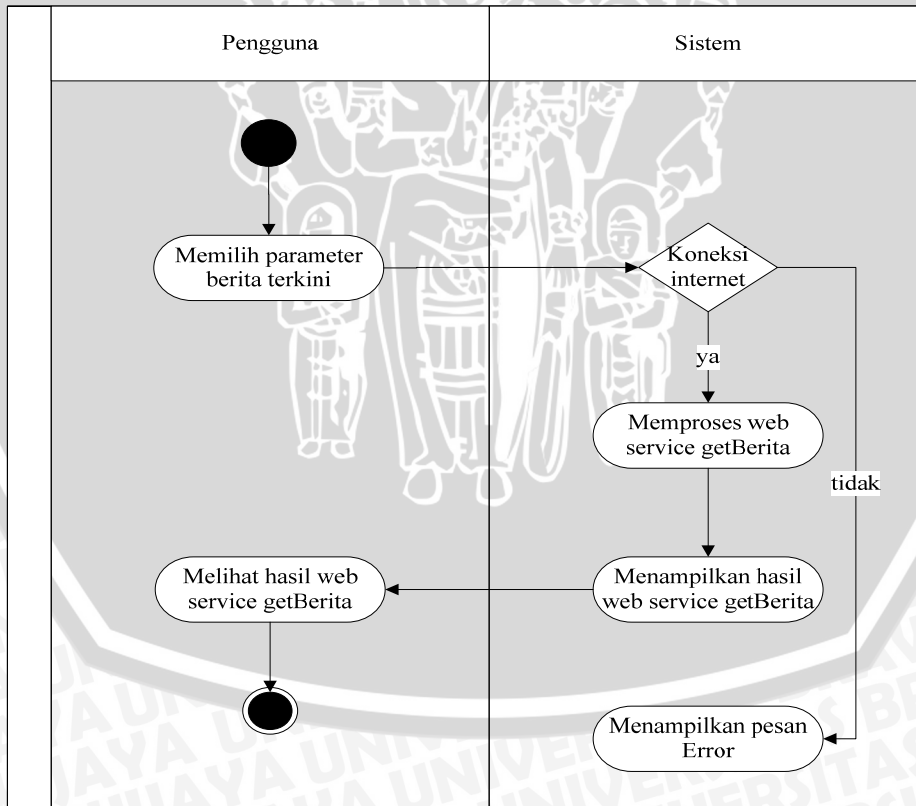 Pengguna
Sistem
Memilih parameter
berita terkini
Koneksi
internet
ya
Memproses web
service getBerita
tidak
Melihat hasil web
service getBerita
Menampilkan hasil
web service getBerita
Menampilkan pesan
Error